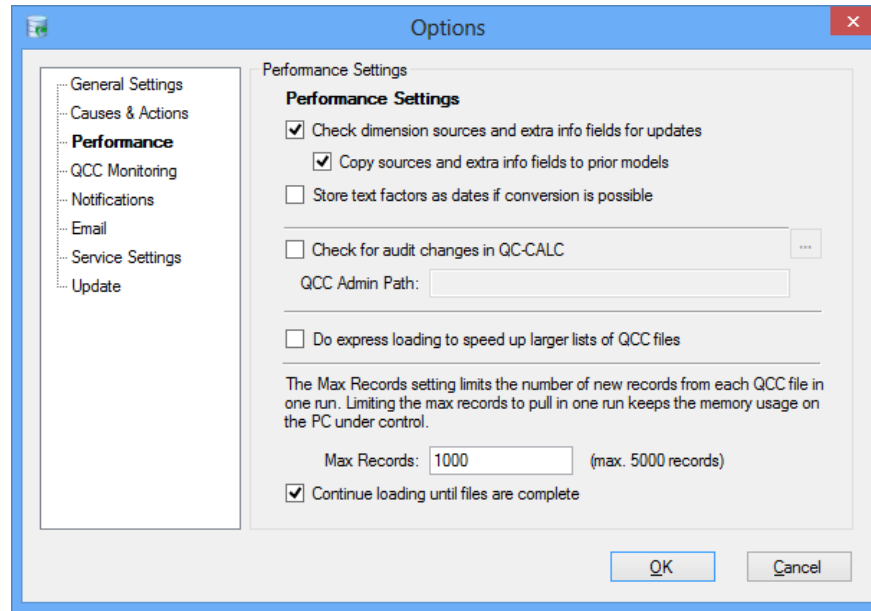 Options
General Settings
Causes & Actions
Performance
QCC Monitoring
Notifications
Email
Service Settings
Update
Performance Settings
Performance Settings
Check dimension sources and extra info fields for updates
Copy sources and extra info fields to prior models
Store text factors as dates if conversion is possible
Check for audit changes in QC-CALC
...
QCC Admin Path:
Do express loading to speed up larger lists of QCC files
The Max Records setting limits the number of new records from each QCC file in
one run. Limiting the max records to pull in one run keeps the memory usage on
the PC under control.
Max Records: 1000 (max. 5000 records)
Continue loading until files are complete
OK Cancel